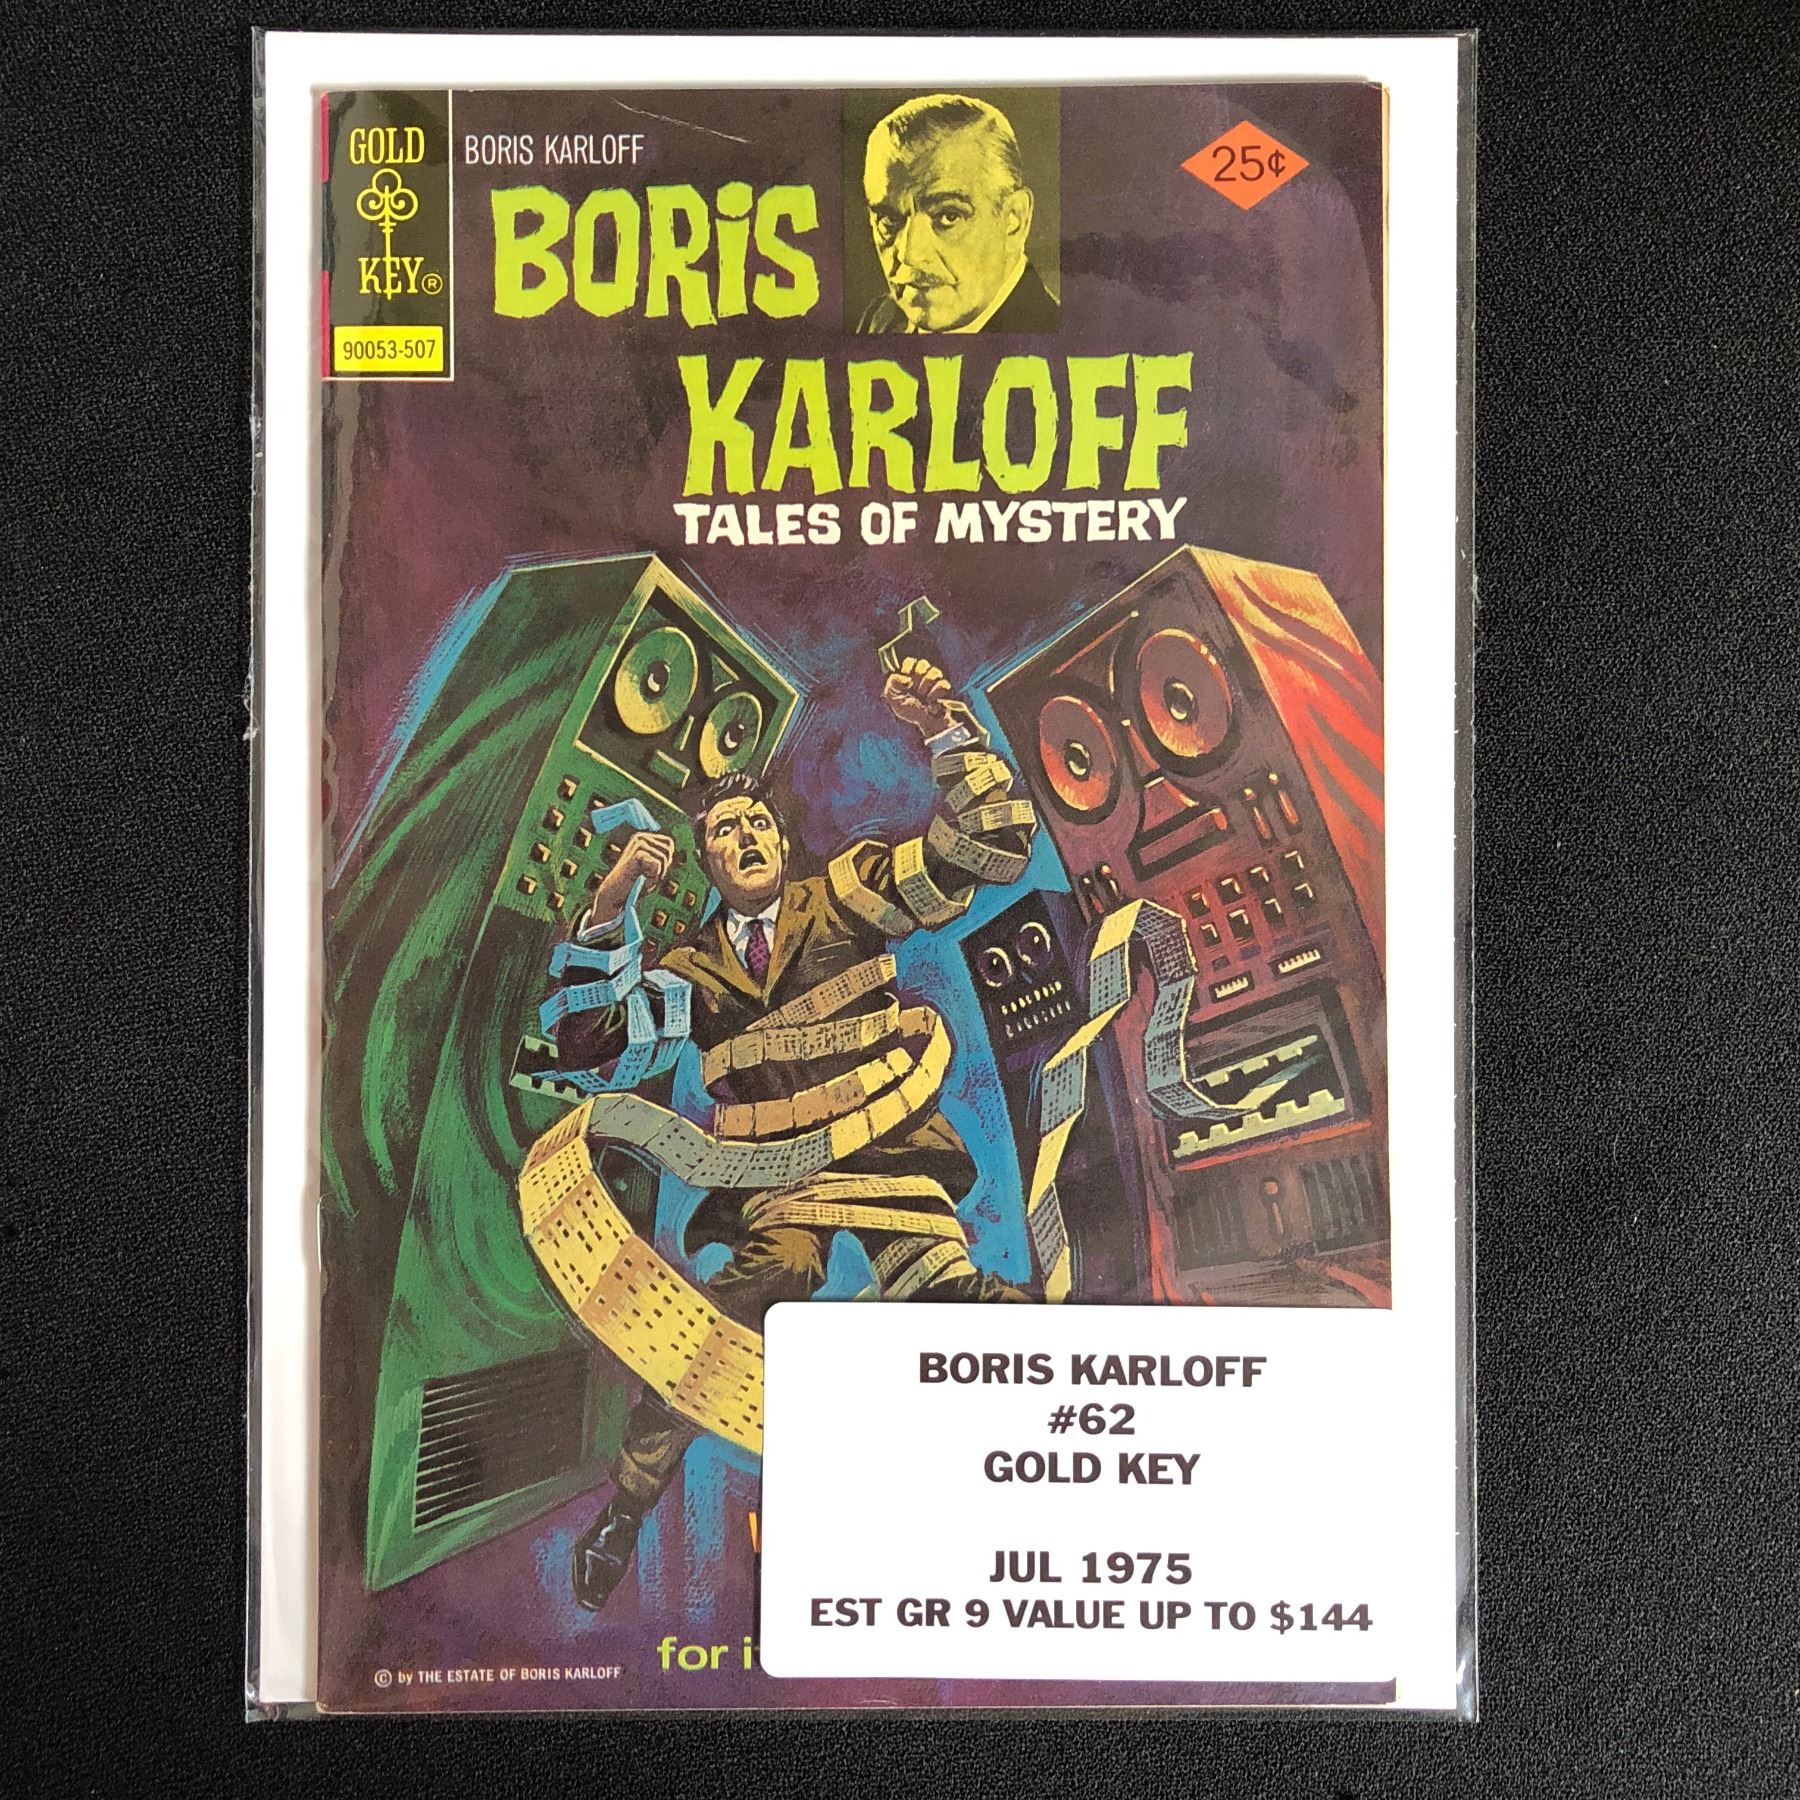 GOLD
KEY®
BORIS KARLOFF
25¢
BORIS
KARLOFF
TALES OF MYSTERY
90053-507
BORIS KARLOFF
#62
GOLD KEY
JUL 1975
EST GR 9 VALUE UP TO $144
for
© by THE ESTATE OF BORIS KARLOFF